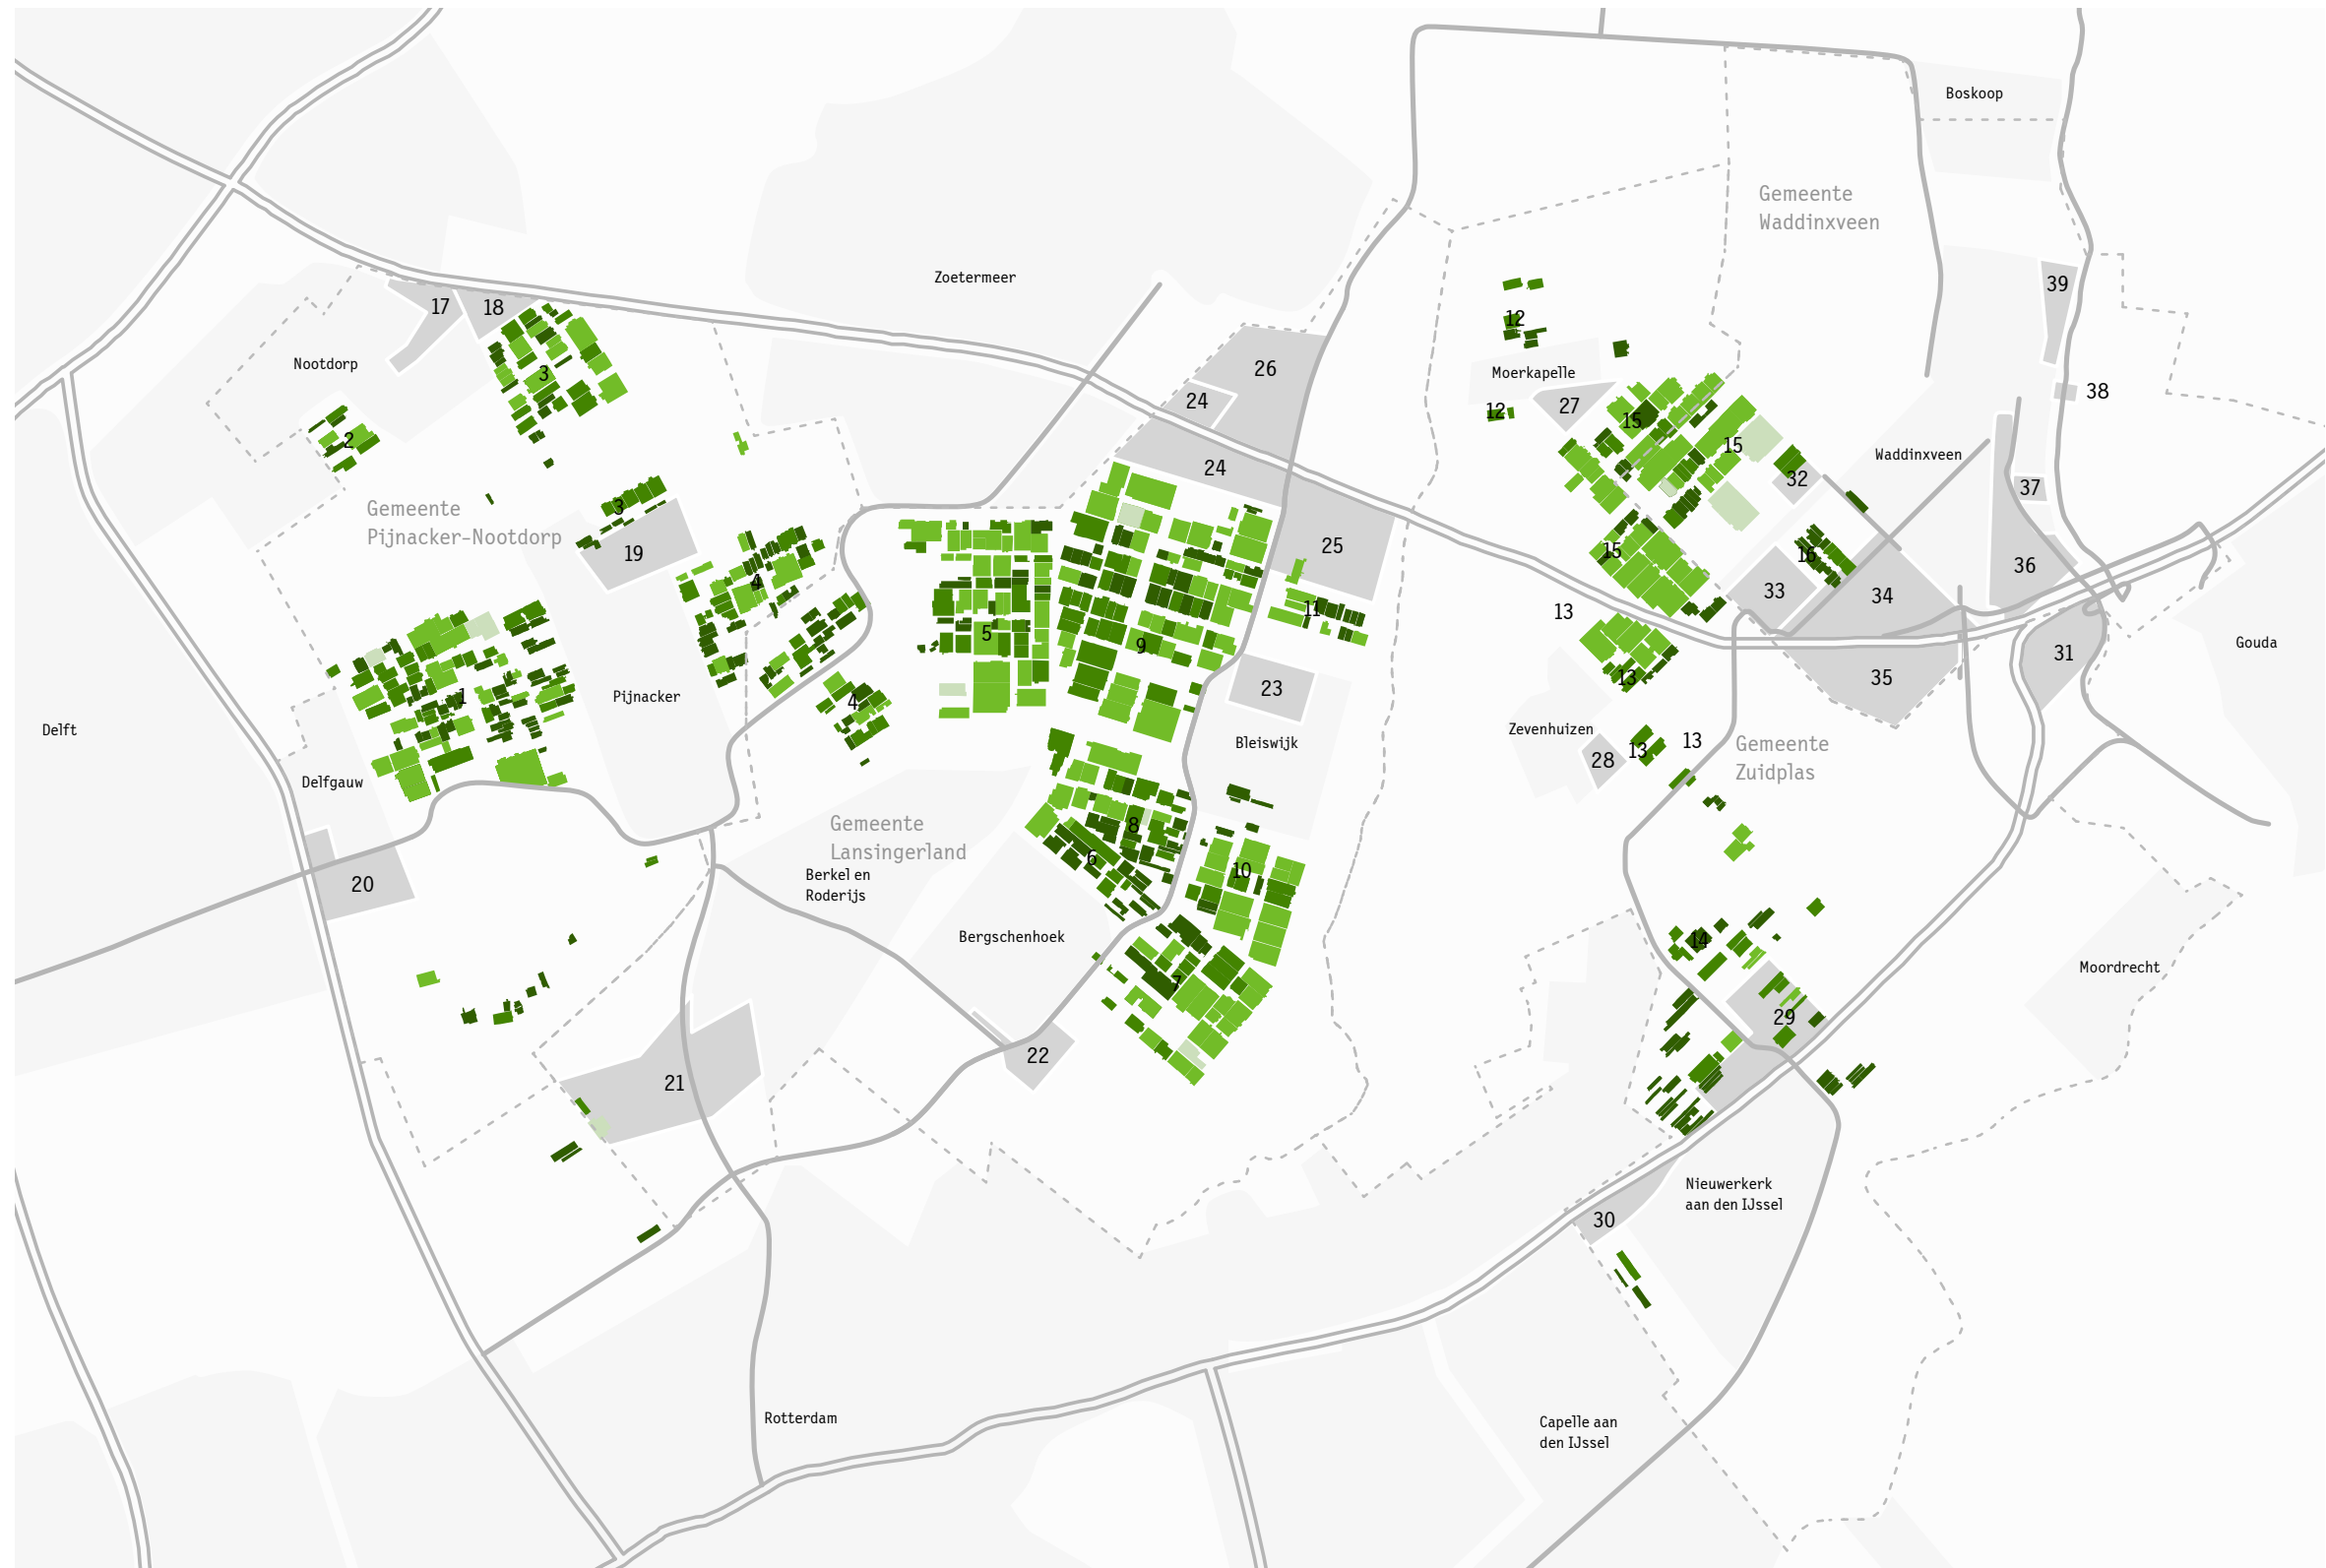 Boskoop
Gemeente
Waddinxveen
Zoetermeer
39
17
18
12
Nootdorp
26
Moerkapelle
3
38
24
27
12
15
2
15
Waddinxveen
24
32
37
3
Gemeente
Pijnacker-Nootdorp
25
15
19
16
36
4
33
34
11
13
5
9
Gouda
31
13
35
23
1
Pijnacker
4
Delft
Zevenhuizen
Bleiswijk
13
13
Gemeente
Zuidplas
28
Delfgauw
Gemeente
Lansingerland
8
6
10
Berkel en
Roderijs
20
Bergschenhoek
14
Moordrecht
7
29
22
21
Nieuwerkerk
aan den IJssel
30
Rotterdam
Capelle aan
den IJssel